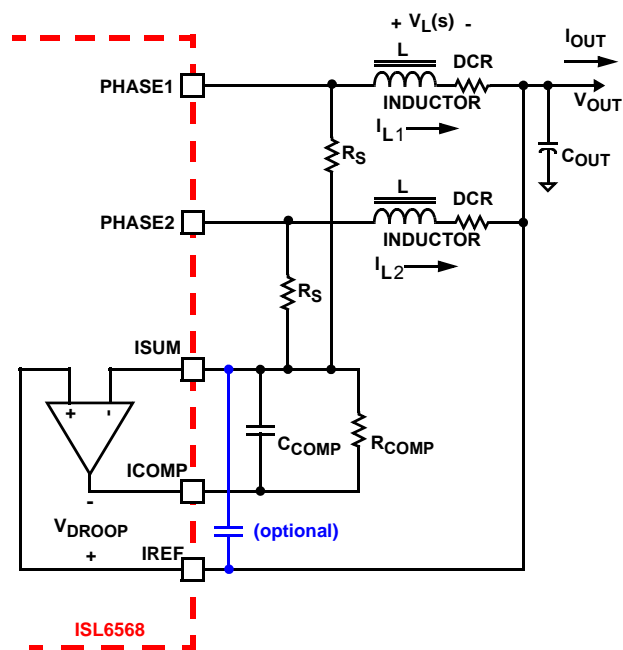 + VL(s) -
IOUT
L
DCR
PHASE1
INDUCTOR
VOUT
IL1
COUT
RS
L
DCR
PHASE2
INDUCTOR
IL2
RS
ISUM
+ -
CCOMP
RCOMP
ICOMP
-
VDROOP
(optional)
+
IREF
ISL6568